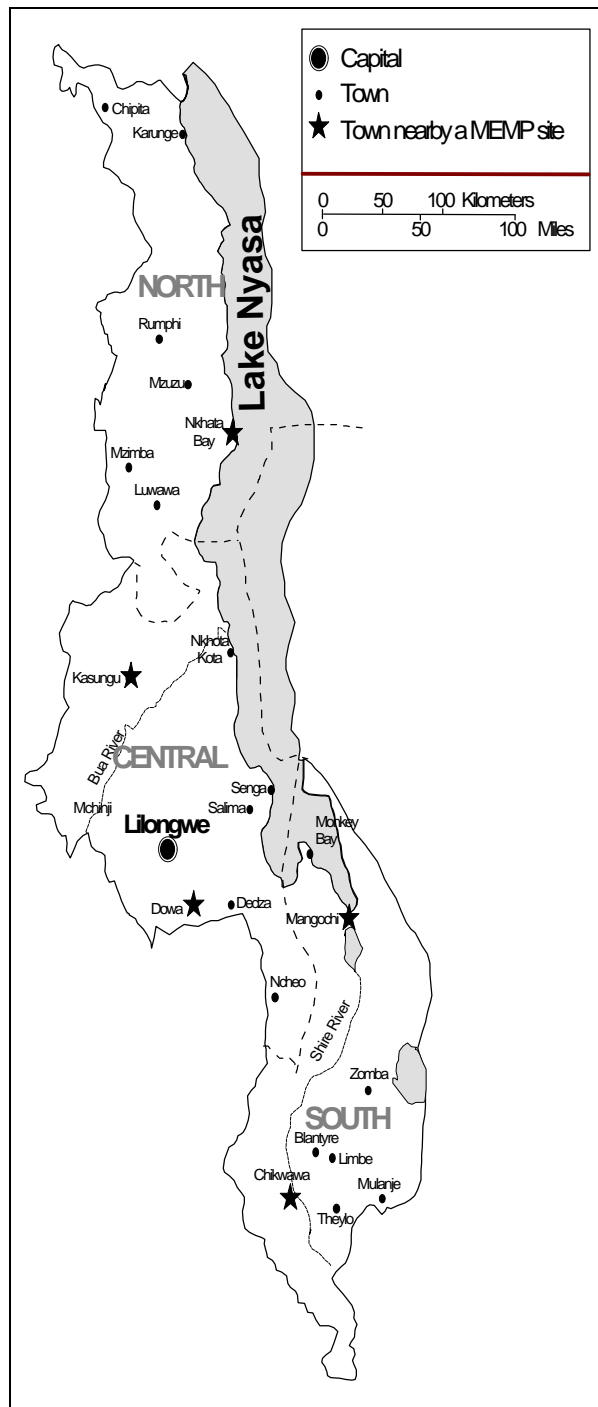 Capital
Town
Town nearby a MEMP site
0 50 100 Kilometers
0 50 100 Miles
Chipita
Karunge
Lake Nyasa
NORTH
Rumphi
Mzuzu
Nkhata
Bay
Mzimba
Luwawa
Nkhota
Kota
Kasungu
Bua River
CENTRAL
Senga
Mchinji
Salima
Lilongwe
Monkey
Bay
Dowa
Dedza
Mangochi
Ncheo
Shire River
Zomba
SOUTH
Blantyre
Limbe
Chikwawa
Mulanje
Theylo